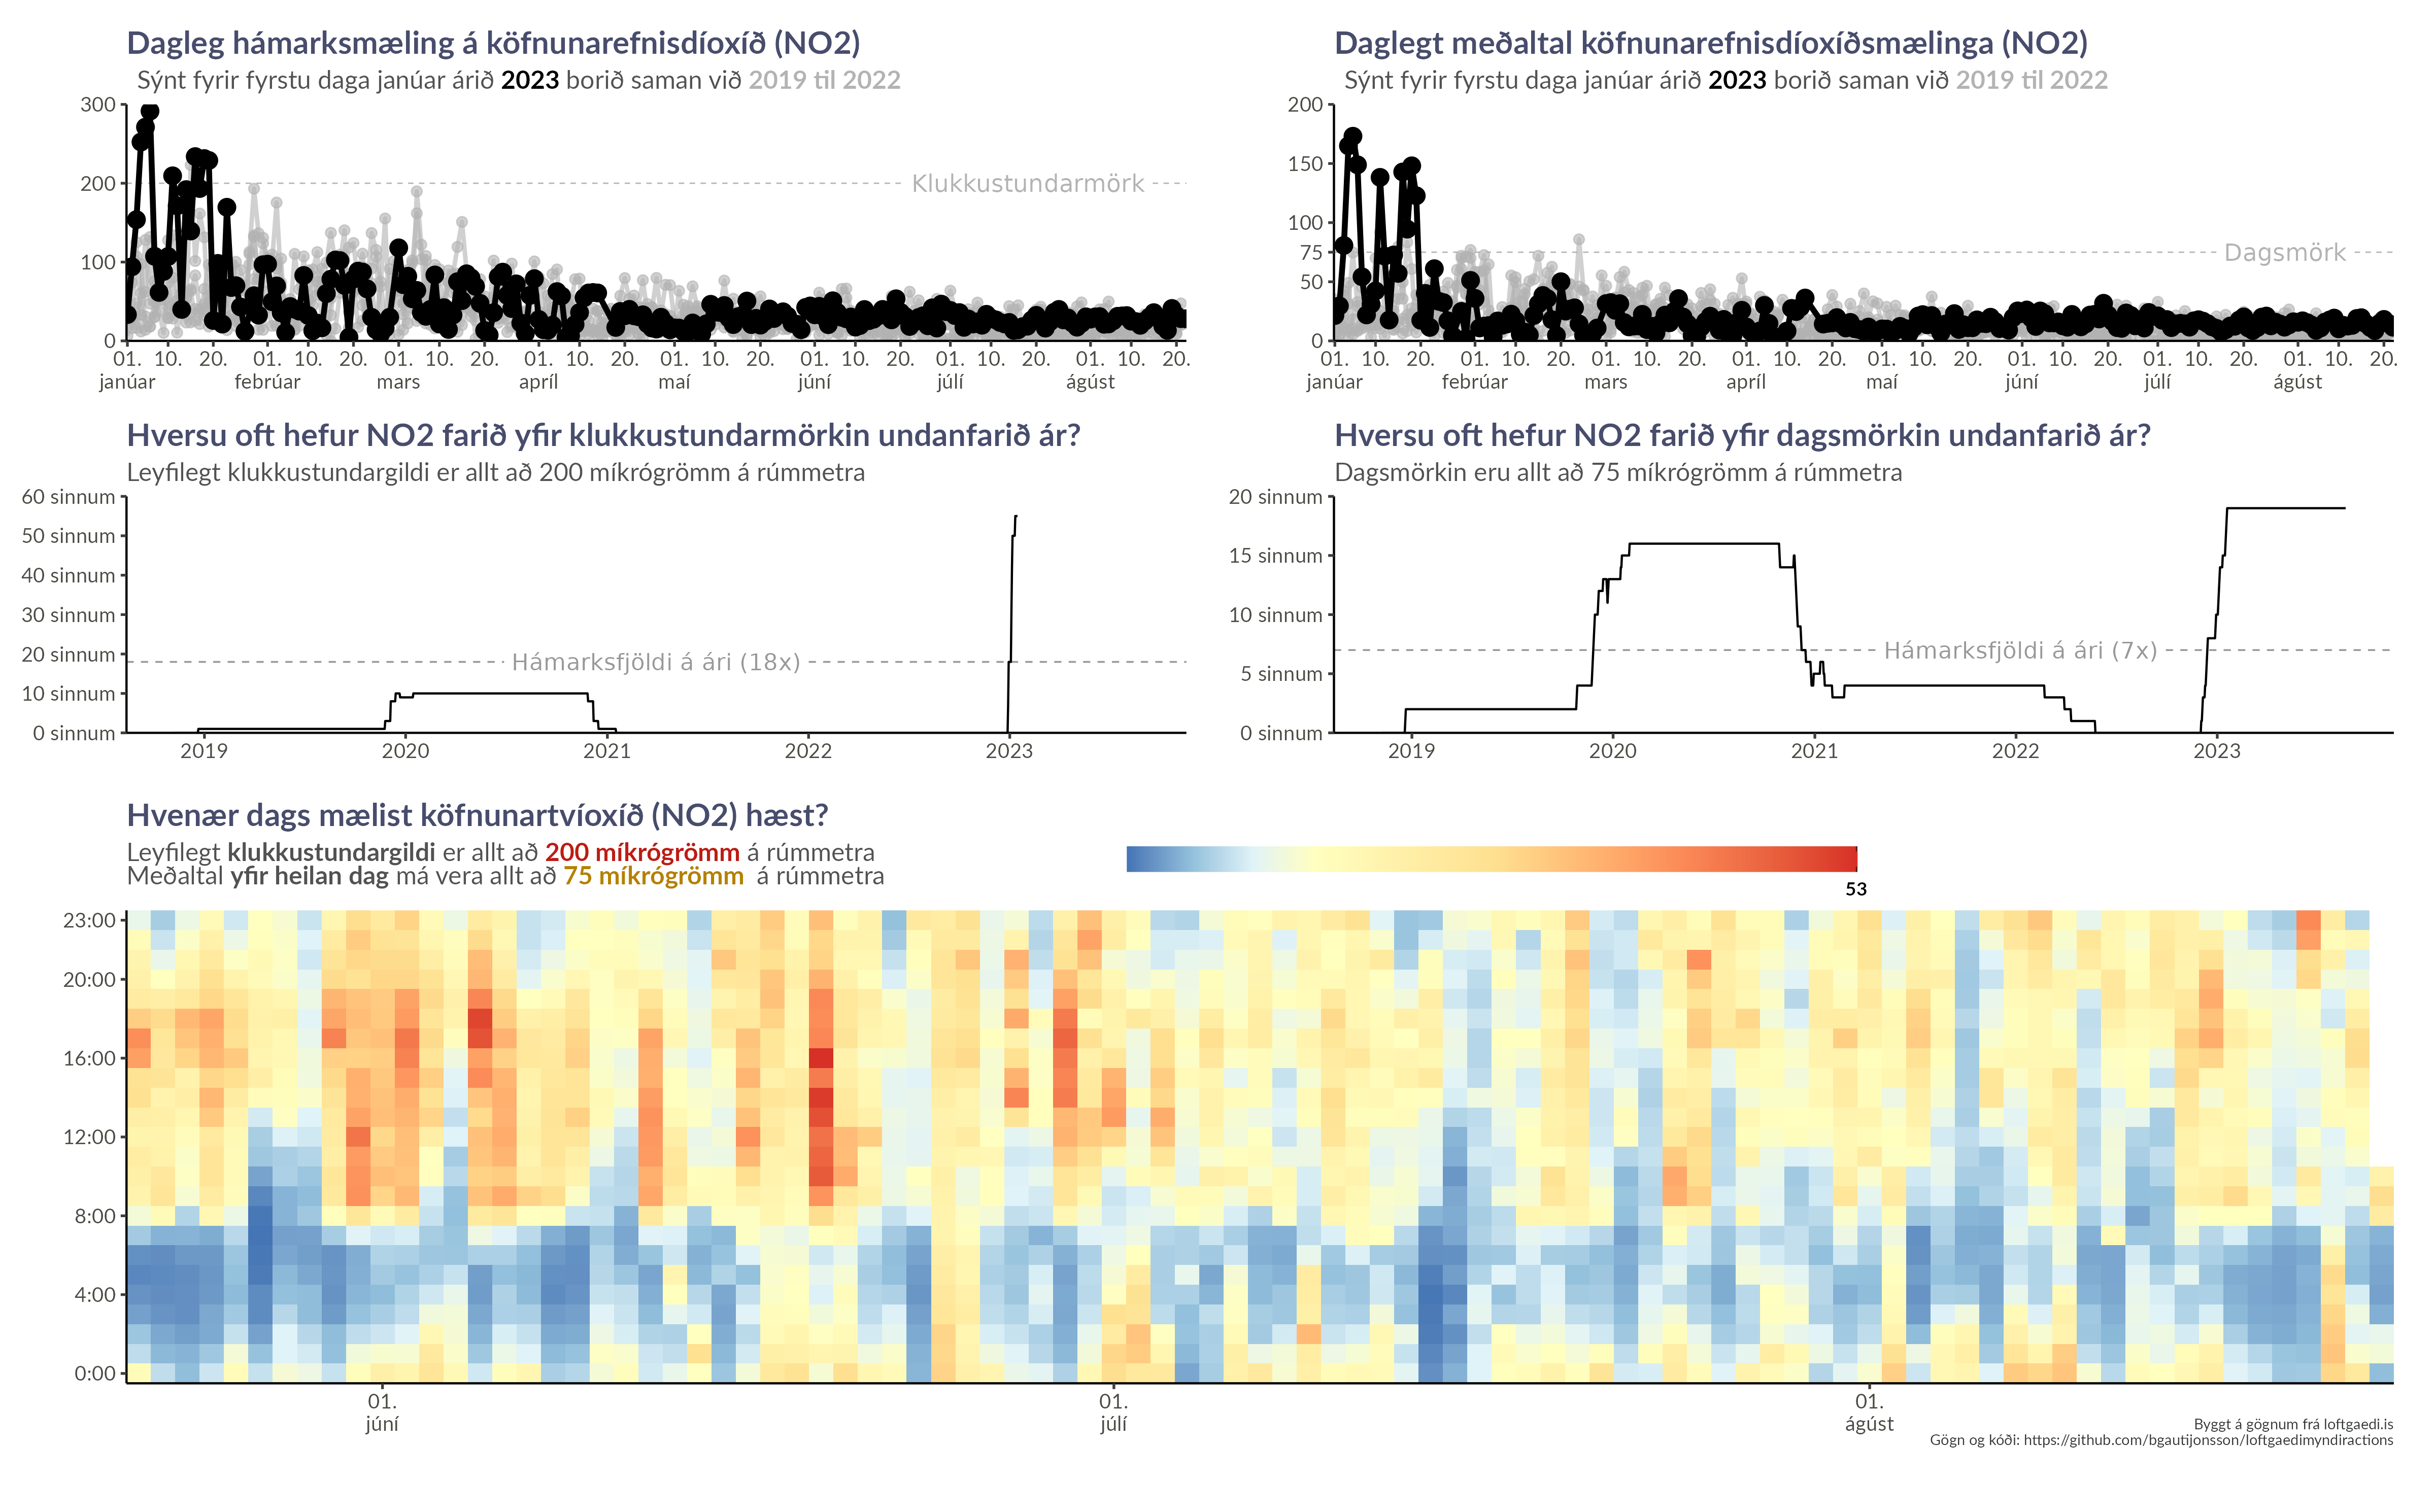 Dagleg hámarksmæling á köfnunarefnisdíoxíð (NO2)
Sýnt fyrir fyrstu daga janúar árið 2023 borið saman við 2019 til 2022
300
200
100
0
Klukkustundarmörk
01. 10. 20. 01. 10. 20. 01. 10. 20. 01. 10. 20. 01. 10. 20. 01. 10. 20. 01. 10. 20. 01. 10. 20.
janúar febrúar mars apríl maí júní júlí ágúst
Daglegt meðaltal köfnunarefnisdíoxíðsmælinga (NO2)
Sýnt fyrir fyrstu daga janúar árið 2023 borið saman við 2019 til 2022
200
150
100
75
50
0
Dagsmörk
01. 10. 20. 01. 10. 20. 01. 10. 20. 01. 10. 20. 01. 10. 20. 01. 10. 20. 01. 10. 20. 01. 10. 20.
janúar febrúar mars apríl maí júní júlí ágúst
Hversu oft hefur NO2 farið yfir klukkustundarmörkin undanfarið ár?
Leyfilegt klukkustundargildi er allt að 200 míkrógrömm á rúmmetra
60 sinnum
50 sinnum
40 sinnum
30 sinnum
20 sinnum
10 sinnum
0 sinnum
Hámarksfjöldi á ári (18x)
2019 2020 2021 2022 2023
Hversu oft hefur NO2 farið yfir dagsmörkin undanfarið ár?
Dagsmörkin eru allt að 75 míkrógrömm á rúmmetra
20 sinnum
15 sinnum
10 sinnum
5 sinnum
0 sinnum
Hámarksfjöldi á ári (7x)
2019 2020 2021 2022 2023
Hvenær dags mælist köfnunartvíoxíð (NO2) hæst?
Leyfilegt klukkustundargildi er allt að 200 míkrógrömm á rúmmetra
Meðaltal yfir heilan dag má vera allt að 75 míkrógrömm á rúmmetra
53
23:00
20:00
16:00
12:00
8:00
4:00
0:00
01. 01. 01.
júní júlí ágúst
Byggt á gögnum frá loftgaedi.is
Gögn og kóði: https://github.com/bgautijonsson/loftgaedimyndiractions